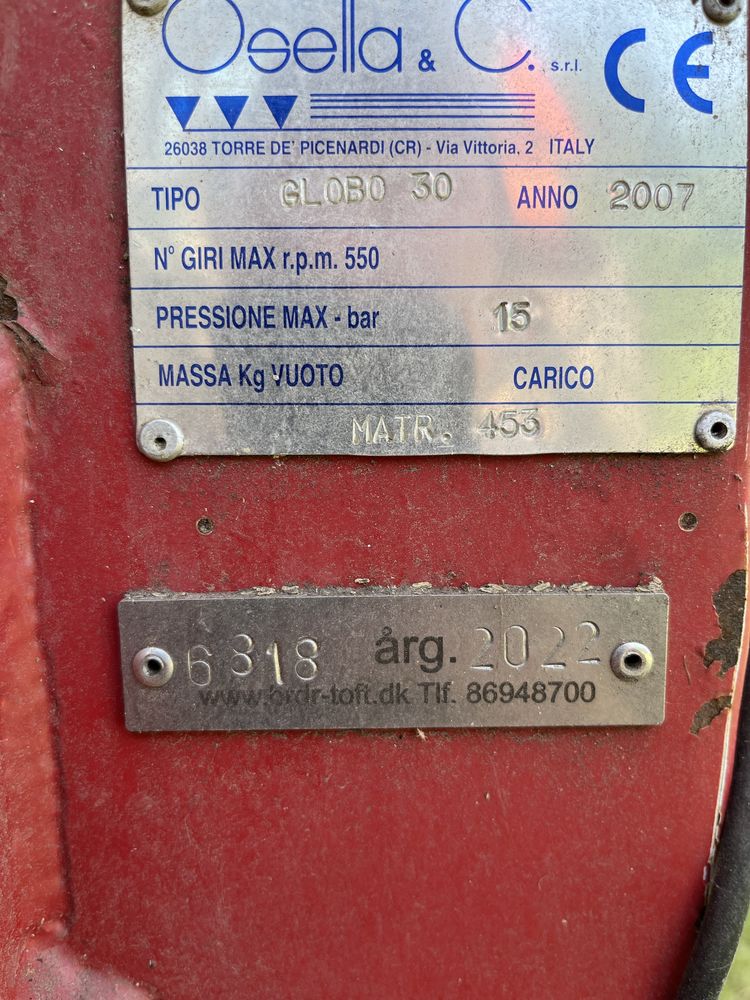 Osella & C. s.r.l. CE
26038 TORRE DE' PICENARDI (CR) - Via Vittoria, 2 ITALY
TIPO GLOBO 30 ANNO 2007
N° GIRI MAX r.p.m. 550
PRESSIONE MAX - bar 15
MASSA Kg VUOTO CARICO
MATR. 453
6318 årg. 2022
www.brdr-toft.dk Tlf. 86948700